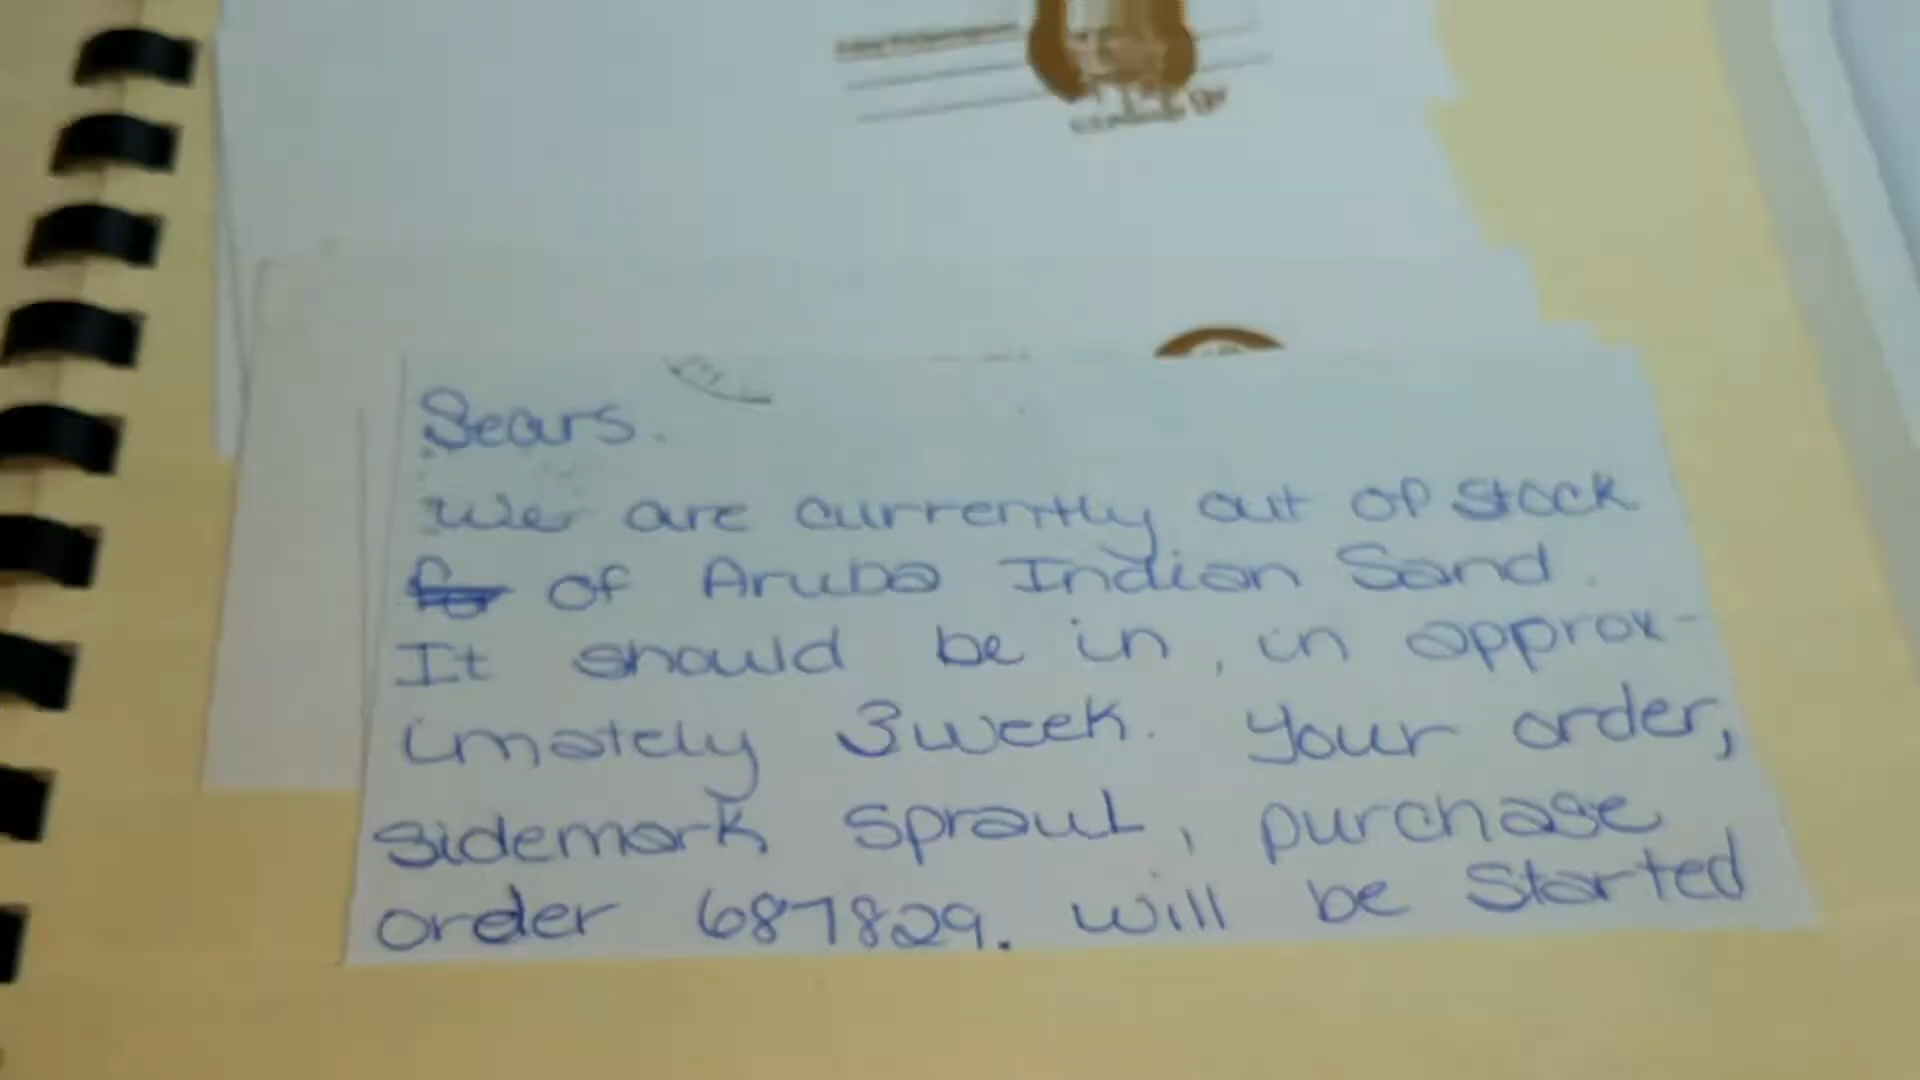 Sears.
We are currently out of stock
of Aruba Indian Sand.
It should be in, in approx-
imately 3 week. Your order,
sidemark Sproul, purchase
order 687829. will be started